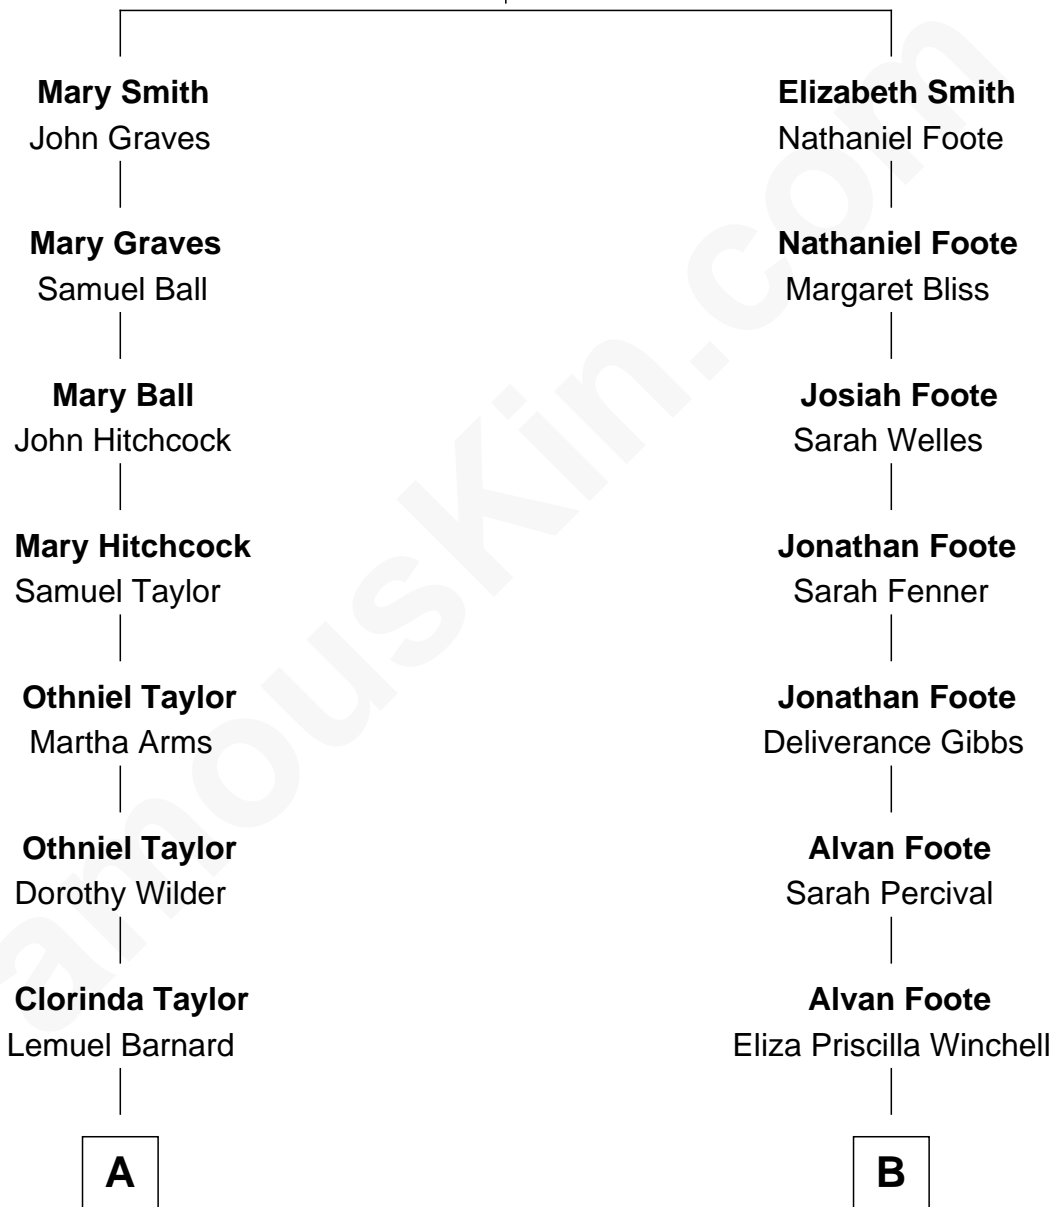 Mary Smith
John Graves
Mary Graves
Samuel Ball
Mary Ball
John Hitchcock
Mary Hitchcock
Samuel Taylor
Othniel Taylor
Martha Arms
Othniel Taylor
Dorothy Wilder
Clorinda Taylor
Lemuel Barnard
A
Elizabeth Smith
Nathaniel Foote
Nathaniel Foote
Margaret Bliss
Josiah Foote
Sarah Welles
Jonathan Foote
Sarah Fenner
Jonathan Foote
Deliverance Gibbs
Alvan Foote
Sarah Percival
Alvan Foote
Eliza Priscilla Winchell
B
amouskin.com